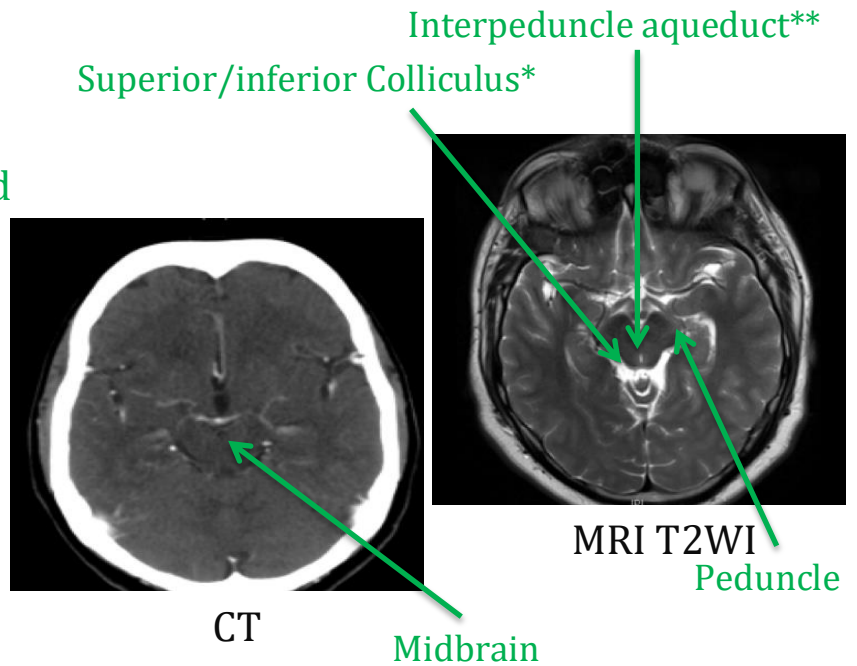 Interpeduncle aqueduct**
Superior/inferior Colliculus*
d
MRI T2WI
Peduncle
CT
Midbrain